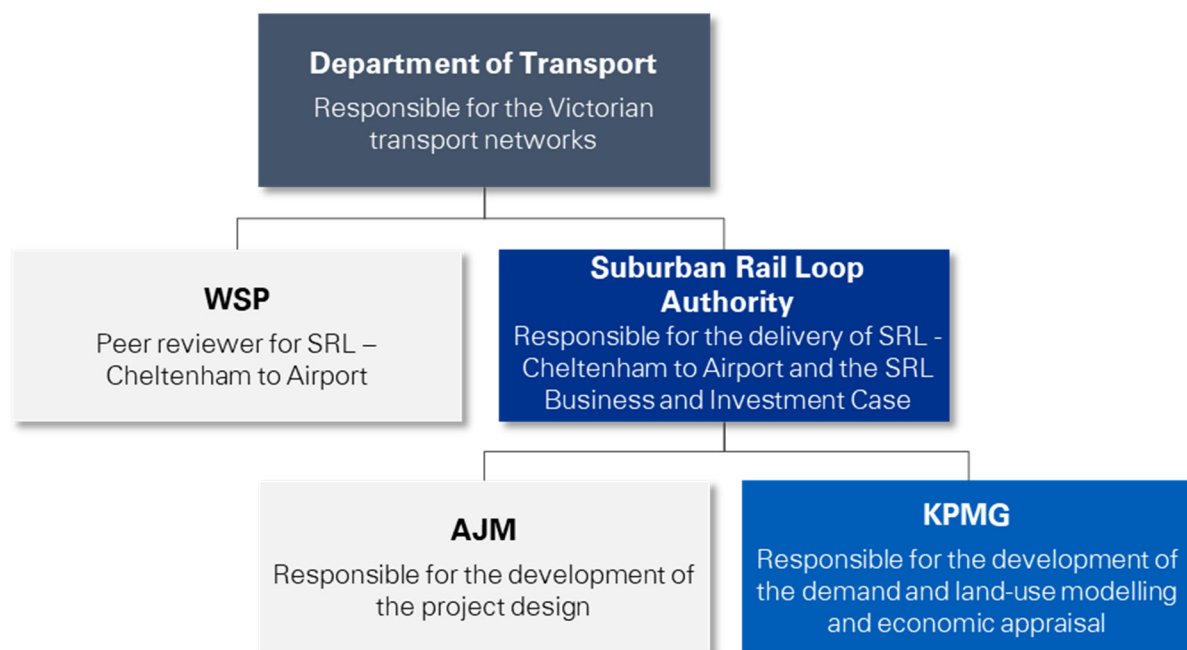 Department of Transport
Responsible for the Victorian
transport networks
WSP
Peer reviewer for SRL –
Cheltenham to Airport
Suburban Rail Loop
Authority
Responsible for the delivery of SRL -
Cheltenham to Airport and the SRL
Business and Investment Case
AJM
Responsible for the development of
the project design
KPMG
Responsible for the development of
the demand and land-use modelling
and economic appraisal